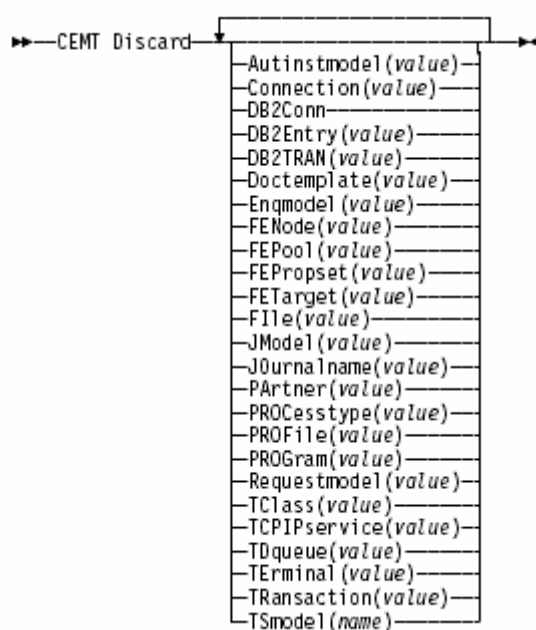 CEMT Discard
Autinstmodel(value)
Connection(value)
DB2Conn
DB2Entry(value)
DB2TRAN(value)
Doctemplate(value)
Enqmodel(value)
FENode(value)
FEPool(value)
FEPropset(value)
FETarget(value)
FIle(value)
JModel(value)
JOurnalname(value)
PArtner(value)
PROCesstype(value)
PROFile(value)
PROGram(value)
Requestmodel(value)
TClass(value)
TCPIPservice(value)
TDqueue(value)
TErminal(value)
TRansaction(value)
TSmodel(name)